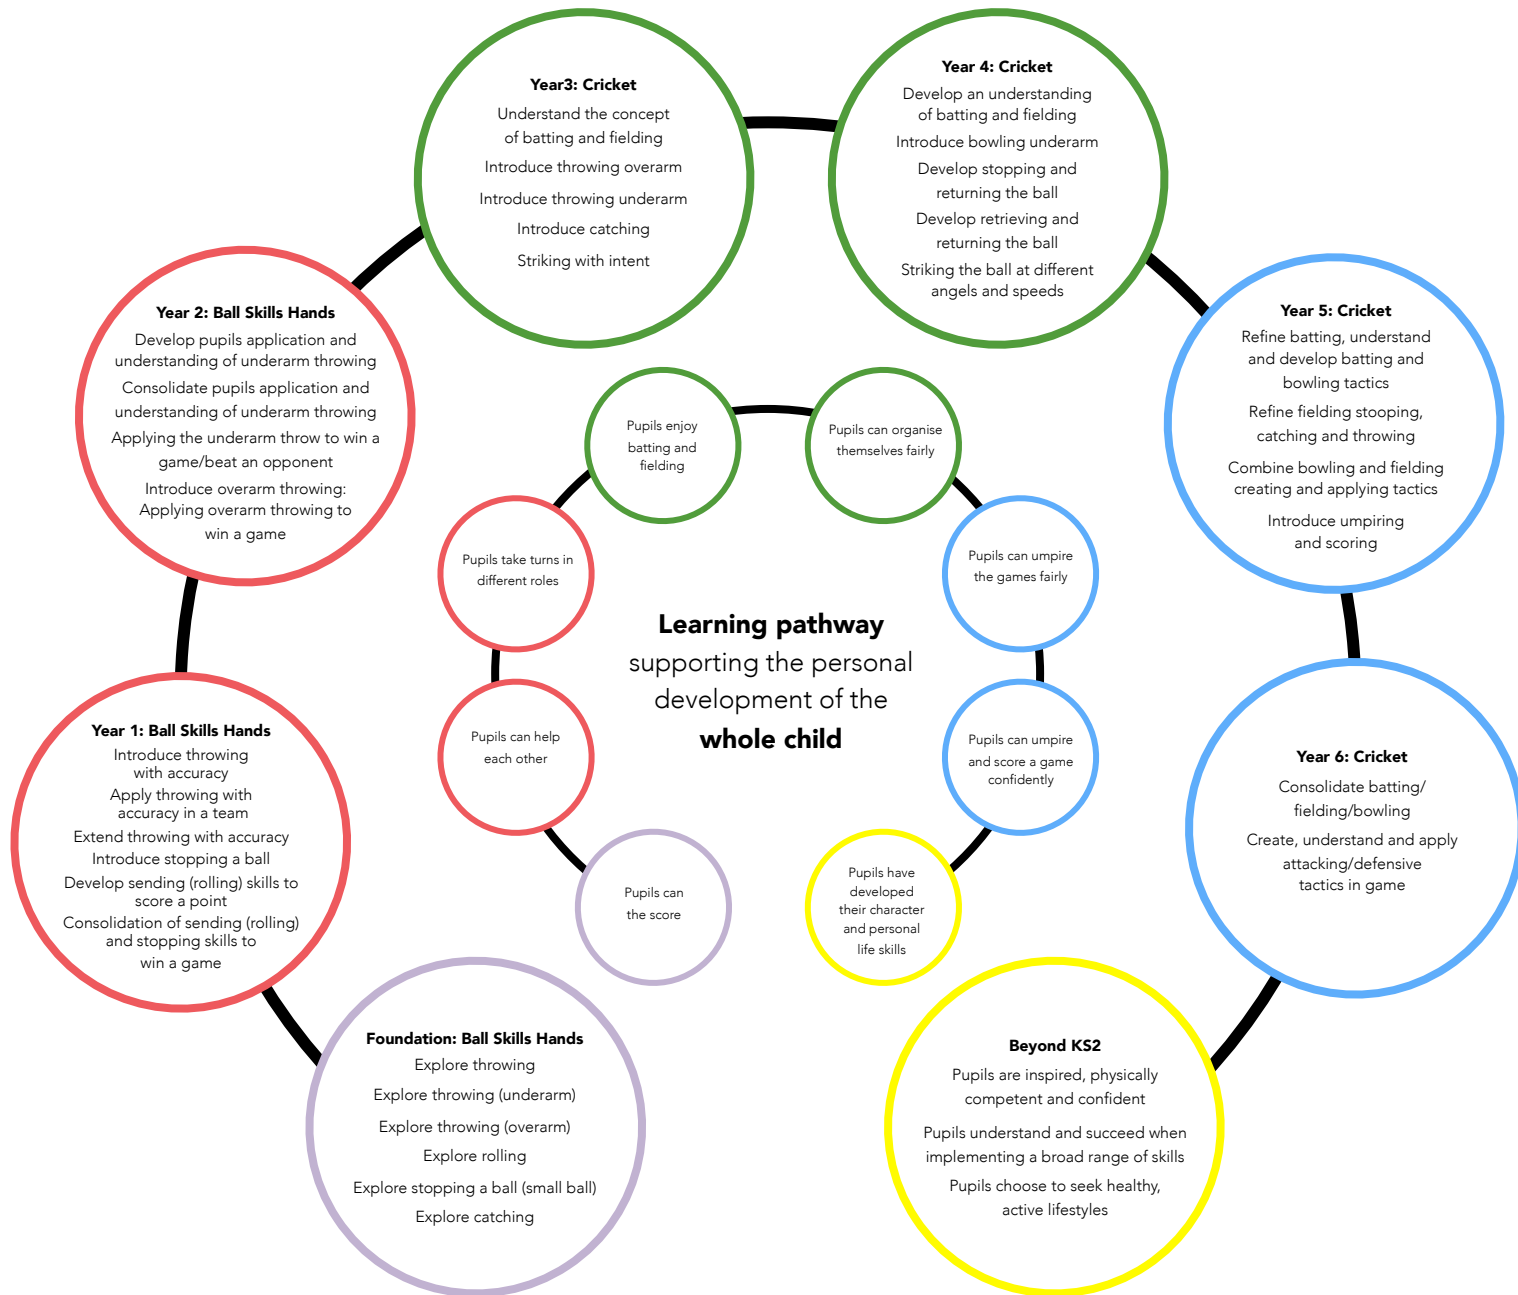 Year3: Cricket
Understand the concept
of batting and fielding
Introduce throwing overarm
Introduce throwing underarm
Introduce catching
Striking with intent
Year 4: Cricket
Develop an understanding
of batting and fielding
Introduce bowling underarm
Develop stopping and
returning the ball
Develop retrieving and
returning the ball
Striking the ball at different
angels and speeds
Year 2: Ball Skills Hands
Develop pupils application and
understanding of underarm throwing
Consolidate pupils application and
understanding of underarm throwing
Applying the underarm throw to win a
game/beat an opponent
Introduce overarm throwing:
Applying overarm throwing to
win a game
Year 5: Cricket
Refine batting, understand
and develop batting and
bowling tactics
Refine fielding stooping,
catching and throwing
Combine bowling and fielding
creating and applying tactics
Introduce umpiring
and scoring
Pupils enjoy
batting and
fielding
Pupils can organise
themselves fairly
Pupils take turns in
different roles
Pupils can umpire
the games fairly
Learning pathway
supporting the personal
development of the
whole child
Pupils can help
each other
Pupils can umpire
and score a game
confidently
Year 1: Ball Skills Hands
Introduce throwing
with accuracy
Apply throwing with
accuracy in a team
Extend throwing with accuracy
Introduce stopping a ball
Develop sending (rolling) skills to
score a point
Consolidation of sending (rolling)
and stopping skills to
win a game
Year 6: Cricket
Consolidate batting/
fielding/bowling
Create, understand and apply
attacking/defensive
tactics in game
Pupils can
the score
Pupils have
developed
their character
and personal
life skills
Foundation: Ball Skills Hands
Explore throwing
Explore throwing (underarm)
Explore throwing (overarm)
Explore rolling
Explore stopping a ball (small ball)
Explore catching
Beyond KS2
Pupils are inspired, physically
competent and confident
Pupils understand and succeed when
implementing a broad range of skills
Pupils choose to seek healthy,
active lifestyles